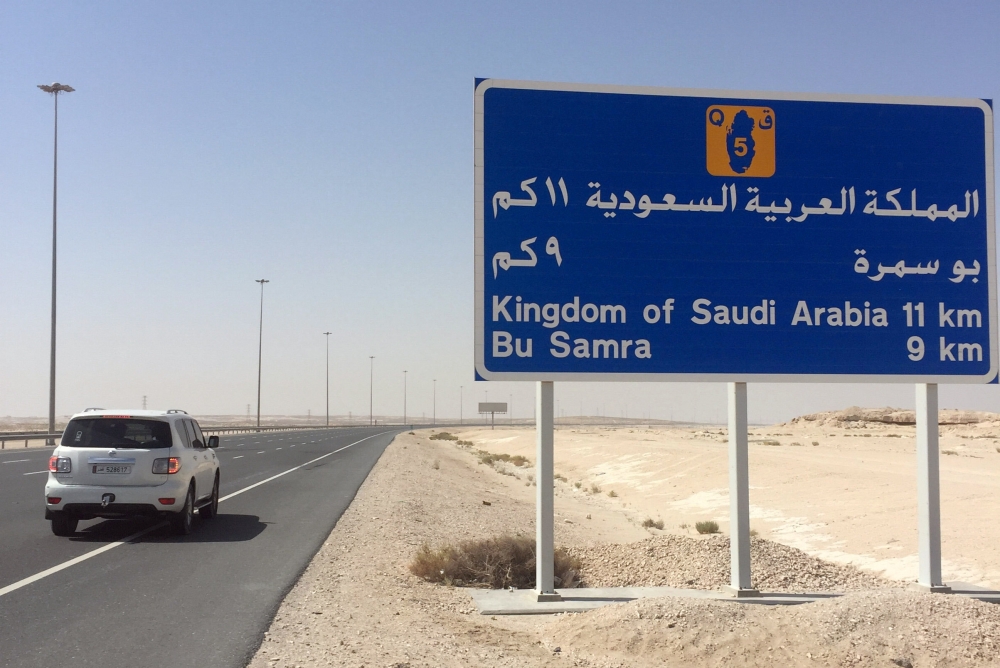 Q 5 ق
المملكة العربية السعودية ١١ كم
بو سمرة ٩ كم
Kingdom of Saudi Arabia 11 km
Bu Samra 9 km
528617